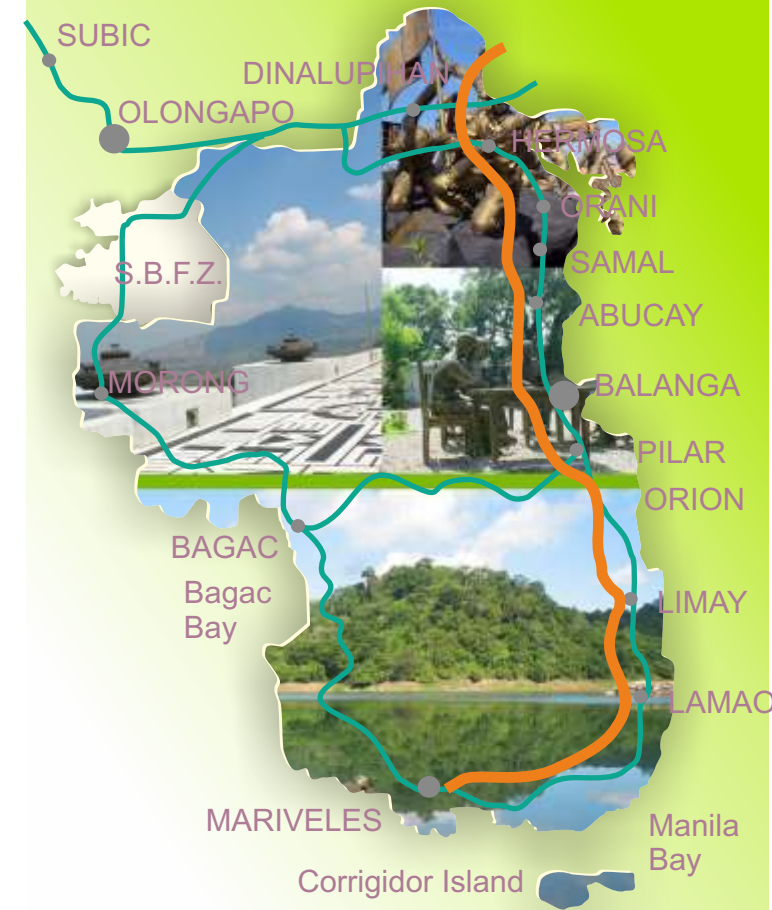 SUBIC
DINALUPIHAN
OLONGAPO
HERMOSA
ORANI
SAMAL
S.B.F.Z.
ABUCAY
MORONG
BALANGA
PILAR
ORION
BAGAC
Bagac
Bay
LIMAY
LAMAO
MARIVELES
Manila
Bay
Corrigidor Island